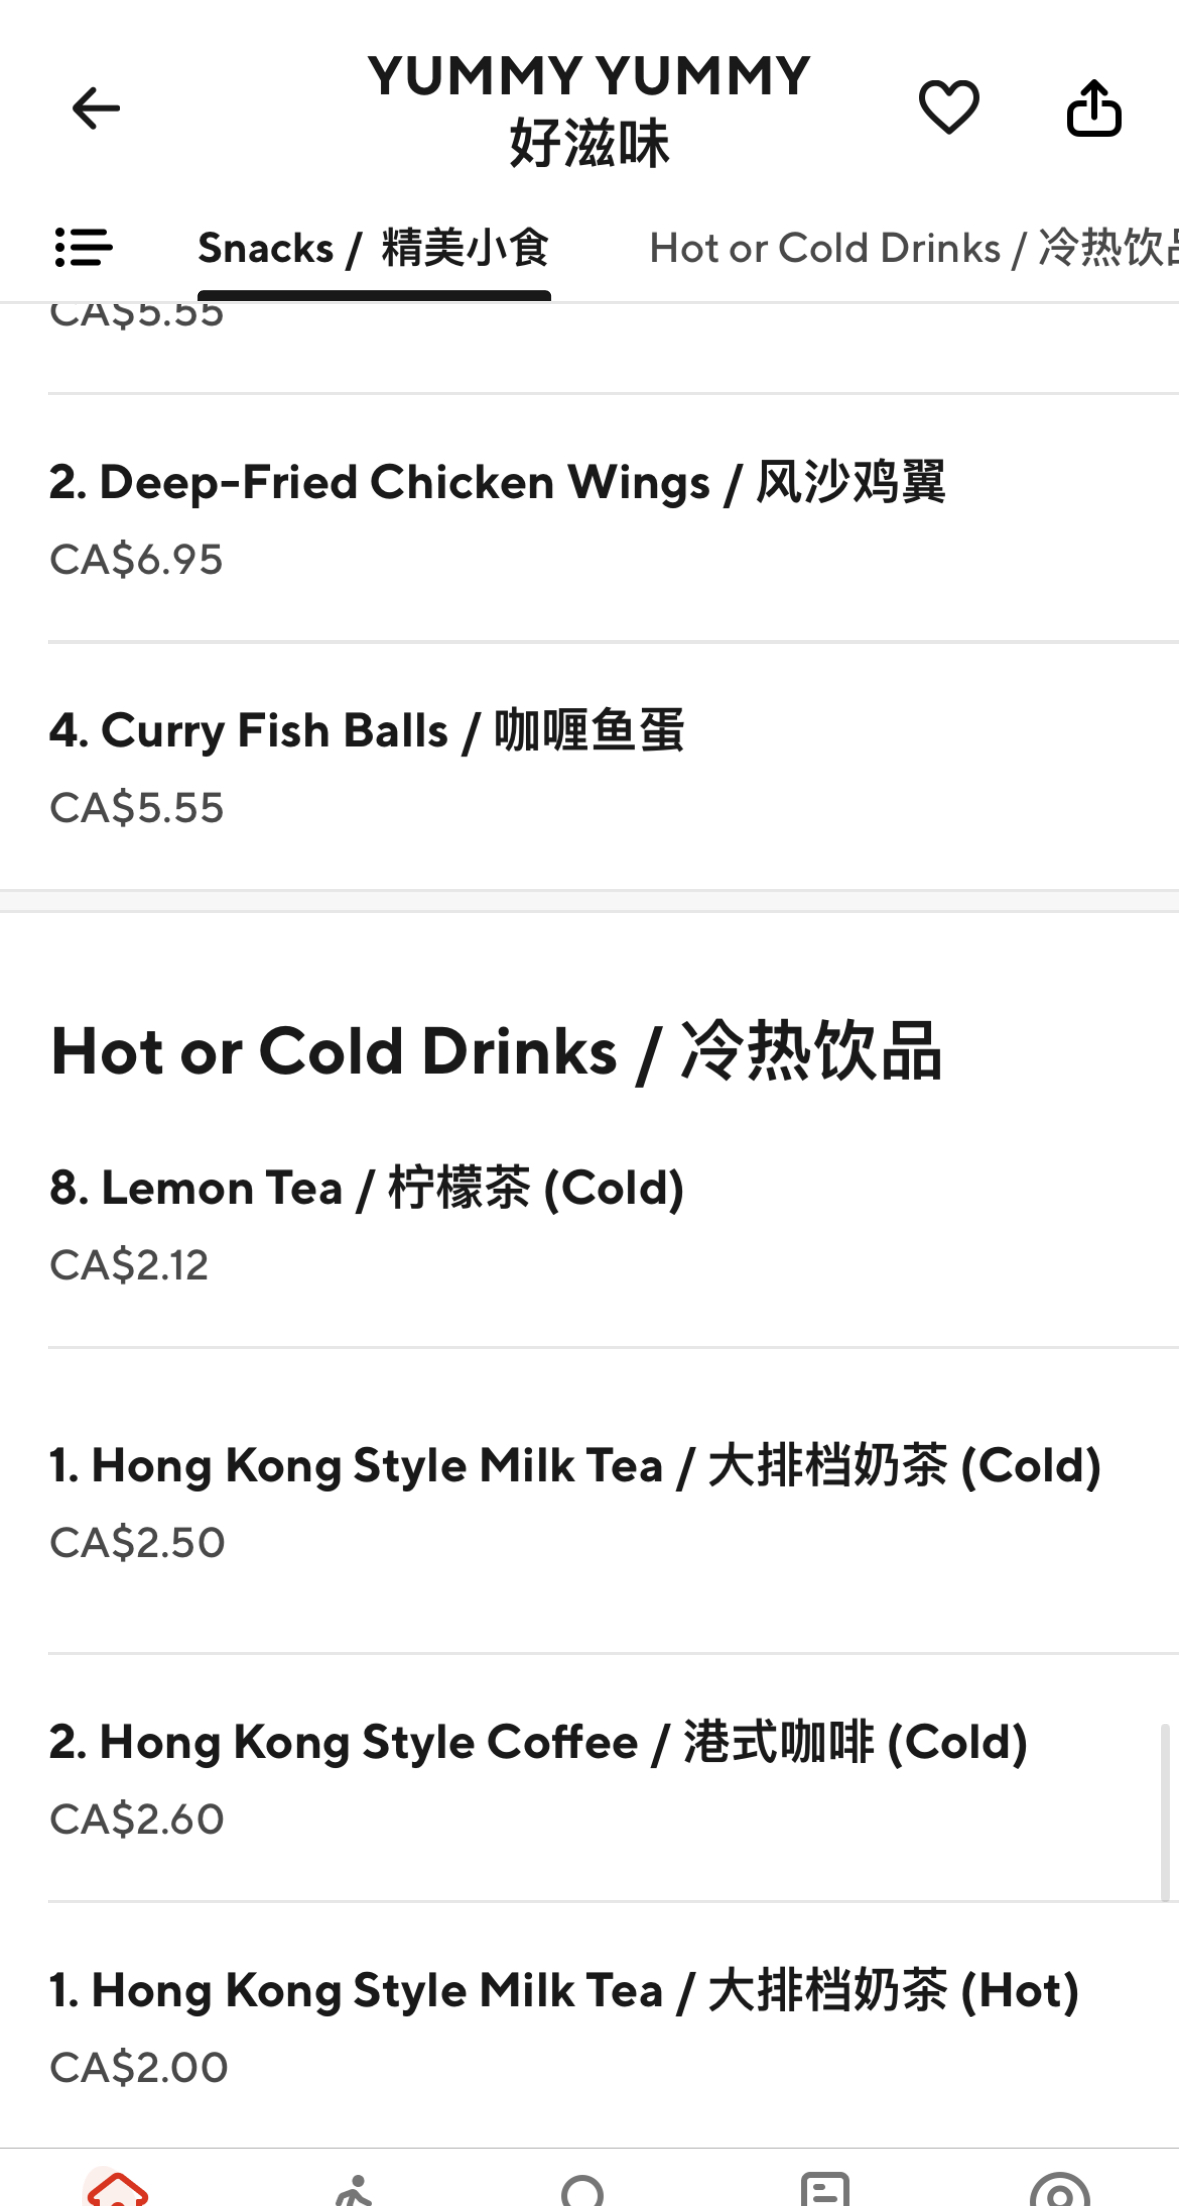 YUMMY YUMMY
好滋味
Snacks / 精美小食 Hot or Cold Drinks / 冷热饮品
CA$5.55
2. Deep-Fried Chicken Wings / 风沙鸡翼
CA$6.95
4. Curry Fish Balls / 咖喱鱼蛋
CA$5.55
Hot or Cold Drinks / 冷热饮品
8. Lemon Tea / 柠檬茶 (Cold)
CA$2.12
1. Hong Kong Style Milk Tea / 大排档奶茶 (Cold)
CA$2.50
2. Hong Kong Style Coffee / 港式咖啡 (Cold)
CA$2.60
1. Hong Kong Style Milk Tea / 大排档奶茶 (Hot)
CA$2.00